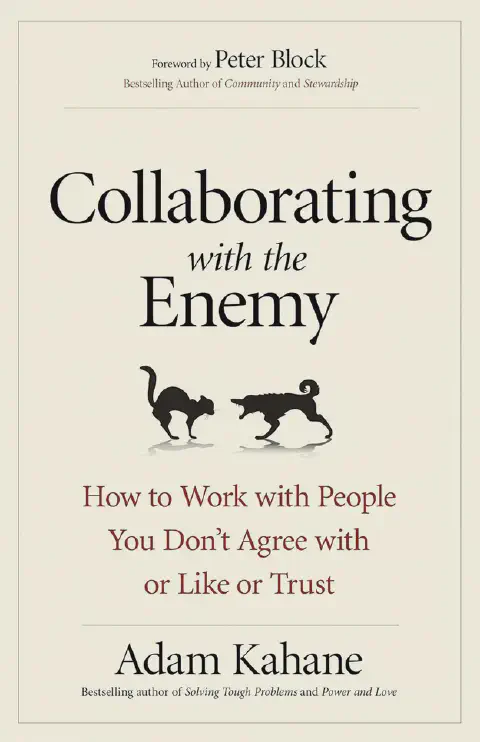 Foreword by Peter Block
Bestselling Author of Community and Stewardship
Collaborating
with the
Enemy
How to Work with People
You Don't Agree with
or Like or Trust
Adam Kahane
Bestselling author of Solving Tough Problems and Power and Love